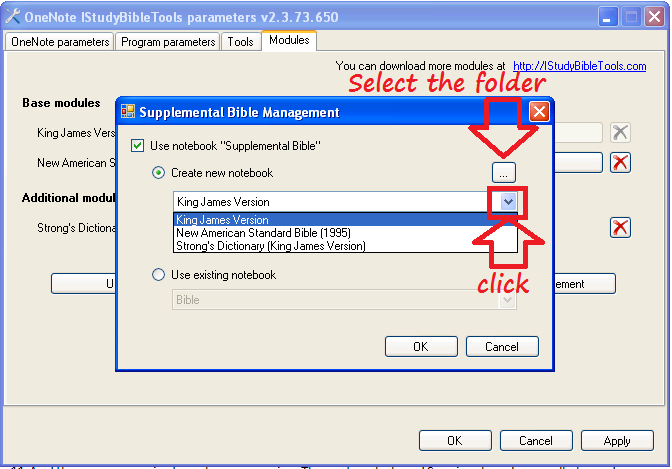 OneNote IStudyBibleTools parameters v2.3.73.650
OneNote parameters Program parameters Tools Modules
You can download more modules at http://IStudyBibleTools.com
Select the folder
Base modules
Supplemental Bible Management
King James Vers
Use notebook "Supplemental Bible"
New American S
Create new notebook ...
Additional modul
King James Version
Strong's Dictiona
King James Version
New American Standard Bible (1995)
Strong's Dictionary (King James Version)
Use existing notebook
click
U
ement
Bible
OK Cancel
OK Cancel Apply